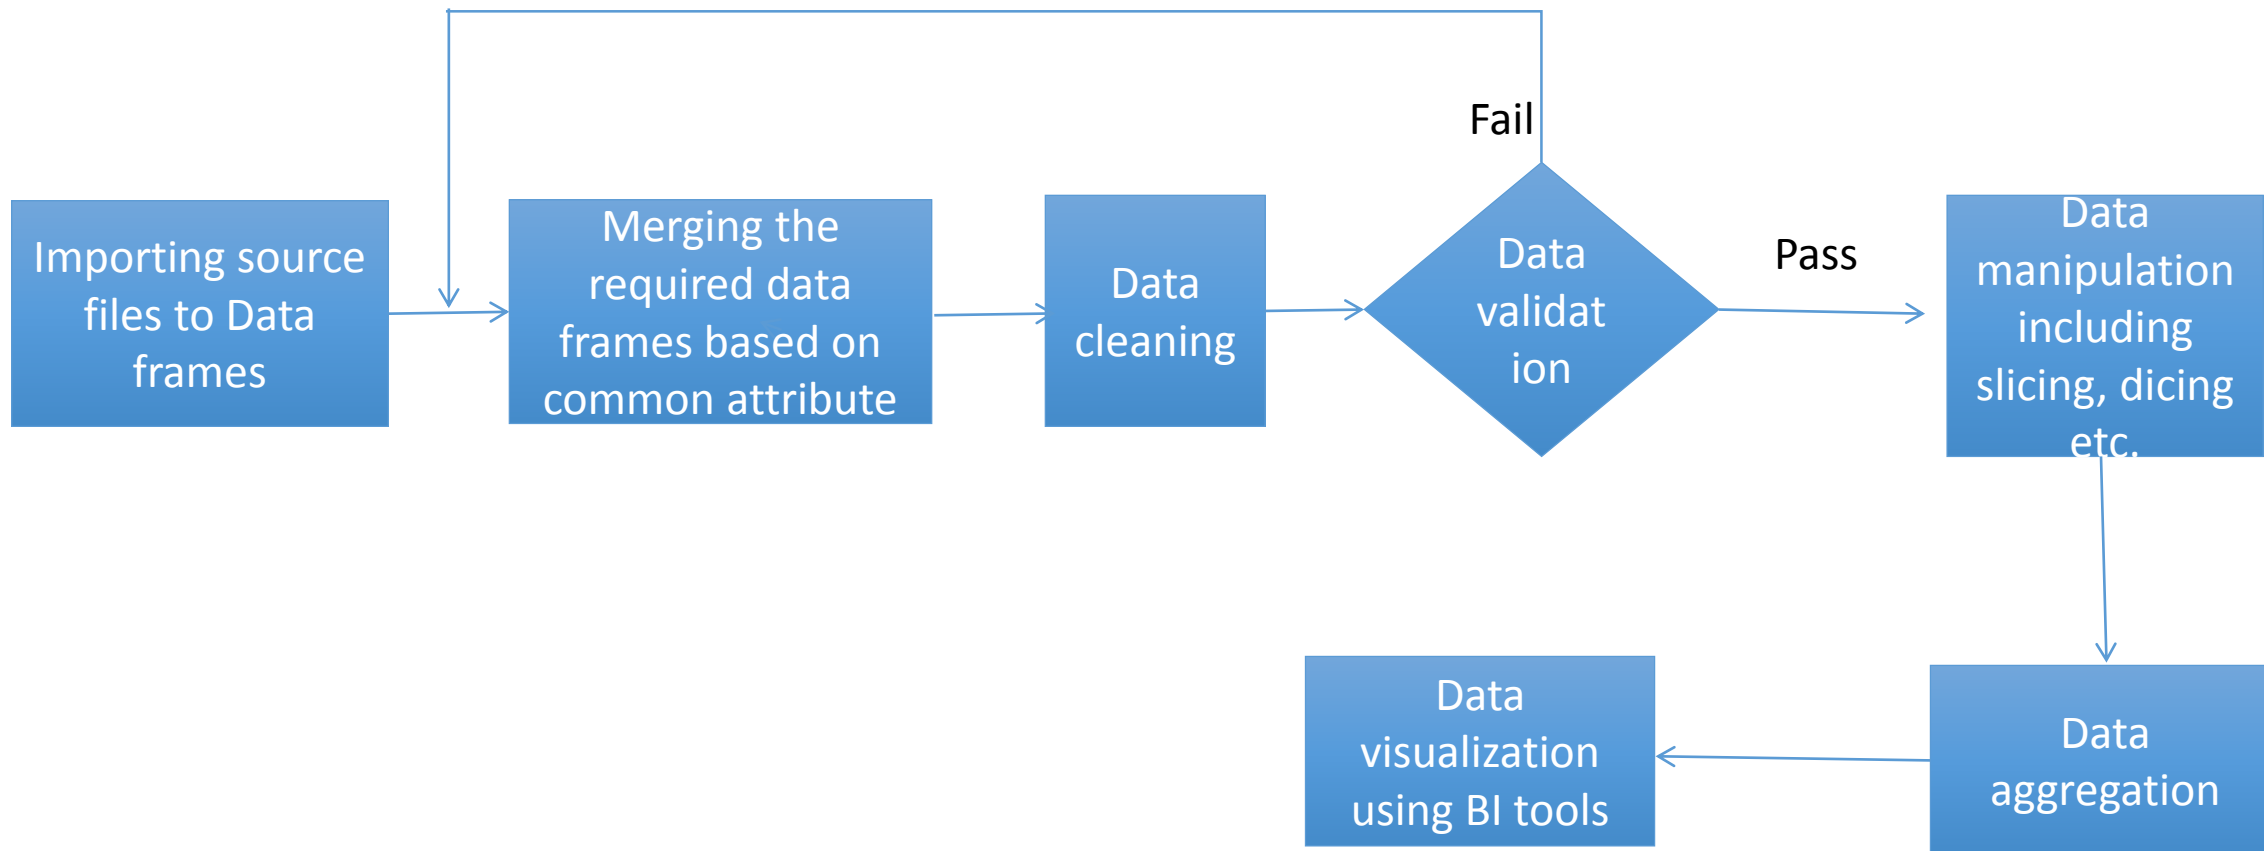 Importing source
files to Data
frames
Merging the
required data
frames based on
common attribute
Data
cleaning
Fail
Data
validat
ion
Pass
Data
manipulation
including
slicing, dicing
etc.
Data
aggregation
Data
visualization
using BI tools